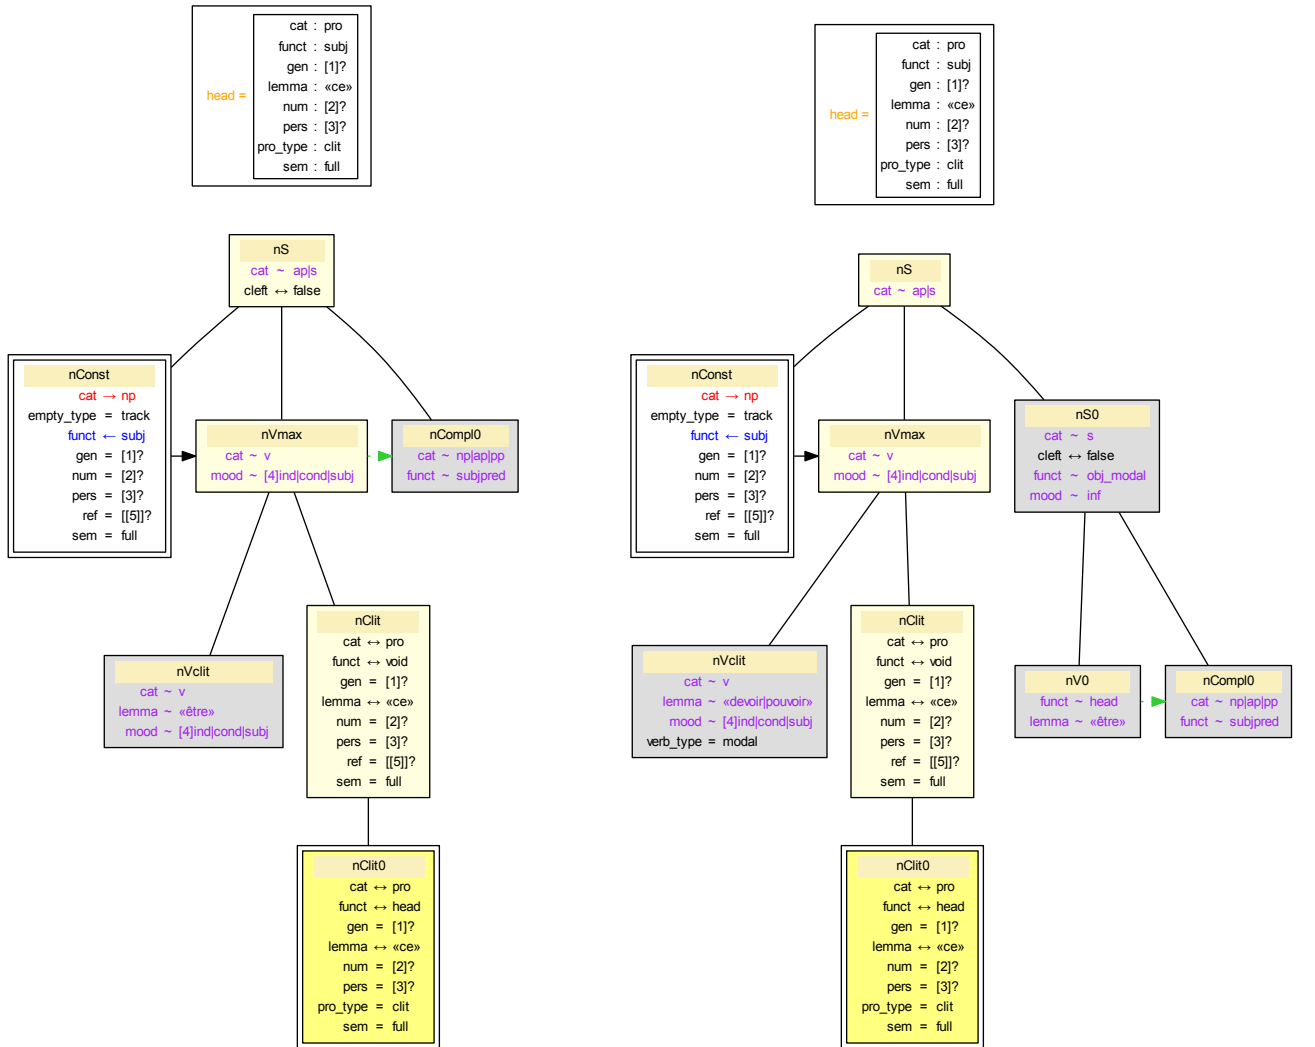 head =
cat : pro
funct : subj
gen : [1]?
lemma : «ce»
num : [2]?
pers : [3]?
pro_type : clit
sem : full
nS
cat ~ ap|s
cleft ↔ false
nConst
cat → np
empty_type = track
funct ← subj
gen = [1]?
num = [2]?
pers = [3]?
ref = [[5]]?
sem = full
nVmax
cat ~ v
mood ~ [4]ind|cond|subj
nCompl0
cat ~ np|ap|pp
funct ~ subjpred
nVclit
cat ~ v
lemma ~ «être»
mood ~ [4]ind|cond|subj
nClit
cat ↔ pro
funct ↔ void
gen = [1]?
lemma ↔ «ce»
num = [2]?
pers = [3]?
ref = [[5]]?
sem = full
nClit0
cat ↔ pro
funct ↔ head
gen = [1]?
lemma ↔ «ce»
num = [2]?
pers = [3]?
pro_type = clit
sem = full
head =
cat : pro
funct : subj
gen : [1]?
lemma : «ce»
num : [2]?
pers : [3]?
pro_type : clit
sem : full
nS
cat ~ ap|s
nConst
cat → np
empty_type = track
funct ← subj
gen = [1]?
num = [2]?
pers = [3]?
ref = [[5]]?
sem = full
nVmax
cat ~ v
mood ~ [4]ind|cond|subj
nS0
cat ~ s
cleft ↔ false
funct ~ obj_modal
mood ~ inf
nVclit
cat ~ v
lemma ~ «devoir|pouvoir»
mood ~ [4]ind|cond|subj
verb_type = modal
nClit
cat ↔ pro
funct ↔ void
gen = [1]?
lemma ↔ «ce»
num = [2]?
pers = [3]?
ref = [[5]]?
sem = full
nV0
funct ~ head
lemma ~ «être»
nCompl0
cat ~ np|ap|pp
funct ~ subjpred
nClit0
cat ↔ pro
funct ↔ head
gen = [1]?
lemma ↔ «ce»
num = [2]?
pers = [3]?
pro_type = clit
sem = full